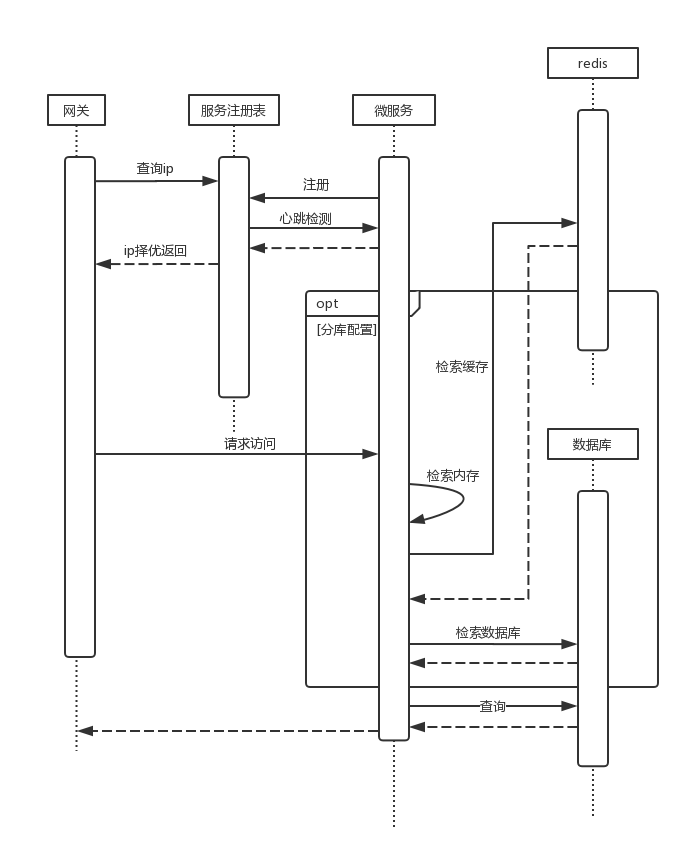 redis
网关
服务注册表
微服务
查询ip
注册
心跳检测
ip择优返回
opt
[分库配置]
检索缓存
请求访问
数据库
检索内存
检索数据库
查询